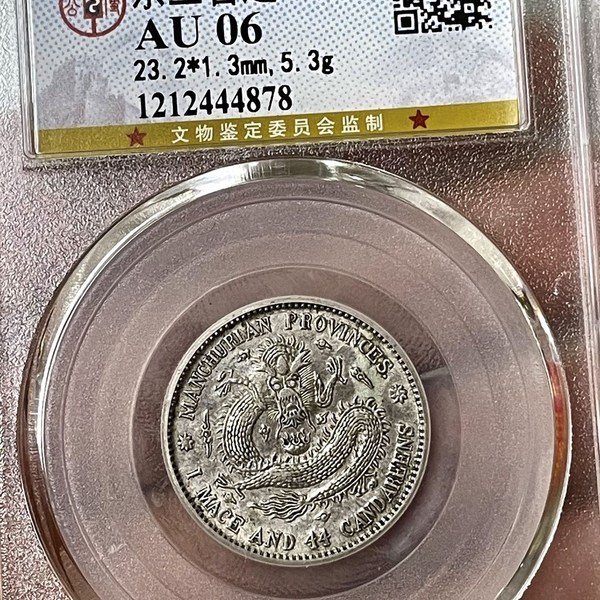 AU 06
23.2*1.3mm,5.3g
1212444878
文物鉴定委员会监制
MANCHURIAN PROVINCES.
1 MACE AND 44 CANDAREENS